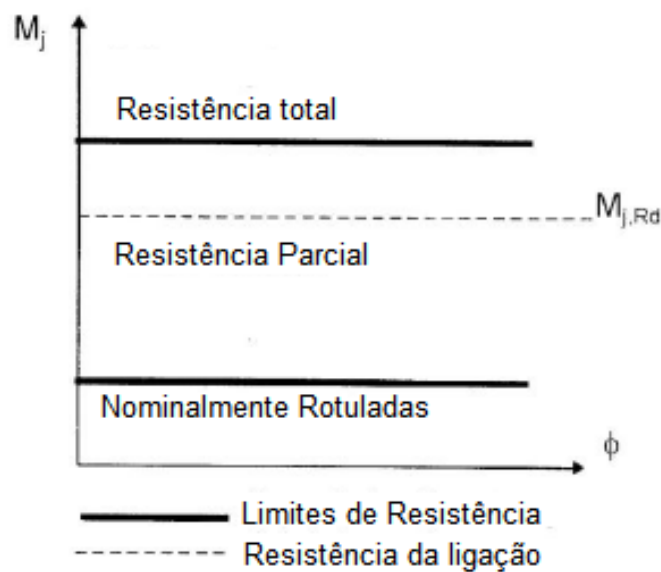 Mj
Resistência total
Mj,Rd
Resistência Parcial
Nominalmente Rotuladas
ϕ
Limites de Resistência
Resistência da ligação